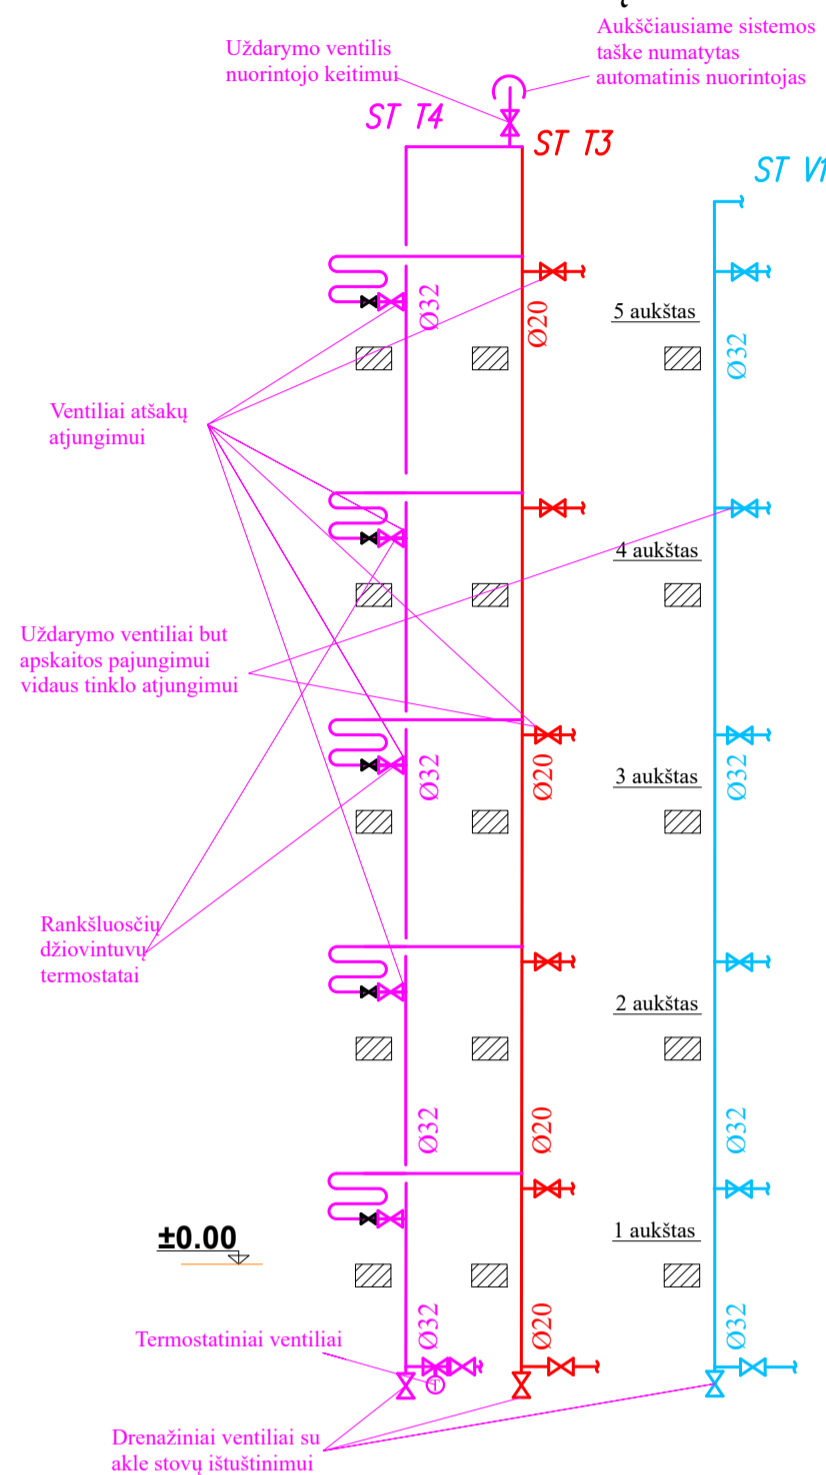 Aukščiausiame sistemos
taške numatytas
automatinis nuorintojas
Uždarymo ventilis
nuorintojo keitimui
ST T4
ST T3
ST V1
Ø32
Ø20
5 aukštas
Ø32
Ventiliai atšakų
atjungimui
4 aukštas
Uždarymo ventiliai but
apskaitos pajungimui
vidaus tinklo atjungimui
Ø32
Ø20
3 aukštas
Ø32
Rankšluosčių
džiovintuvų
termostatai
2 aukštas
Ø32
Ø20
Ø32
±0.00
1 aukštas
Ø32
Ø20
Ø32
Termostatiniai ventiliai
T
Drenažiniai ventiliai su
akle stovų ištuštinimui